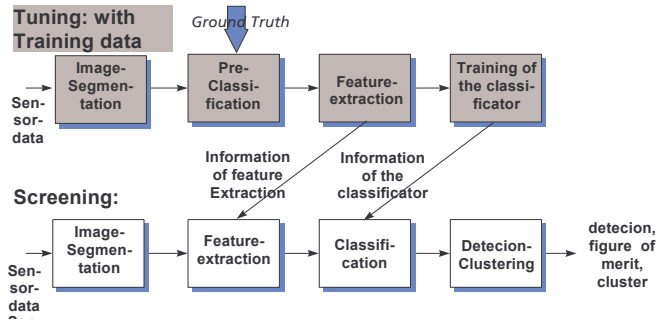 Tuning: with
Training data
Ground Truth
Image-
Segmen-
tation
Pre-
Classi-
fication
Feature-
extraction
Training of
the classi-
ficator
Sen-
sor-
data
Information
of feature
Extraction
Information
of the
classificator
Screening:
Image-
Segmen-
tation
Feature-
extraction
Classifi-
cation
Detecion-
Clustering
detecion,
figure of
merit,
cluster
Sen-
sor-
data